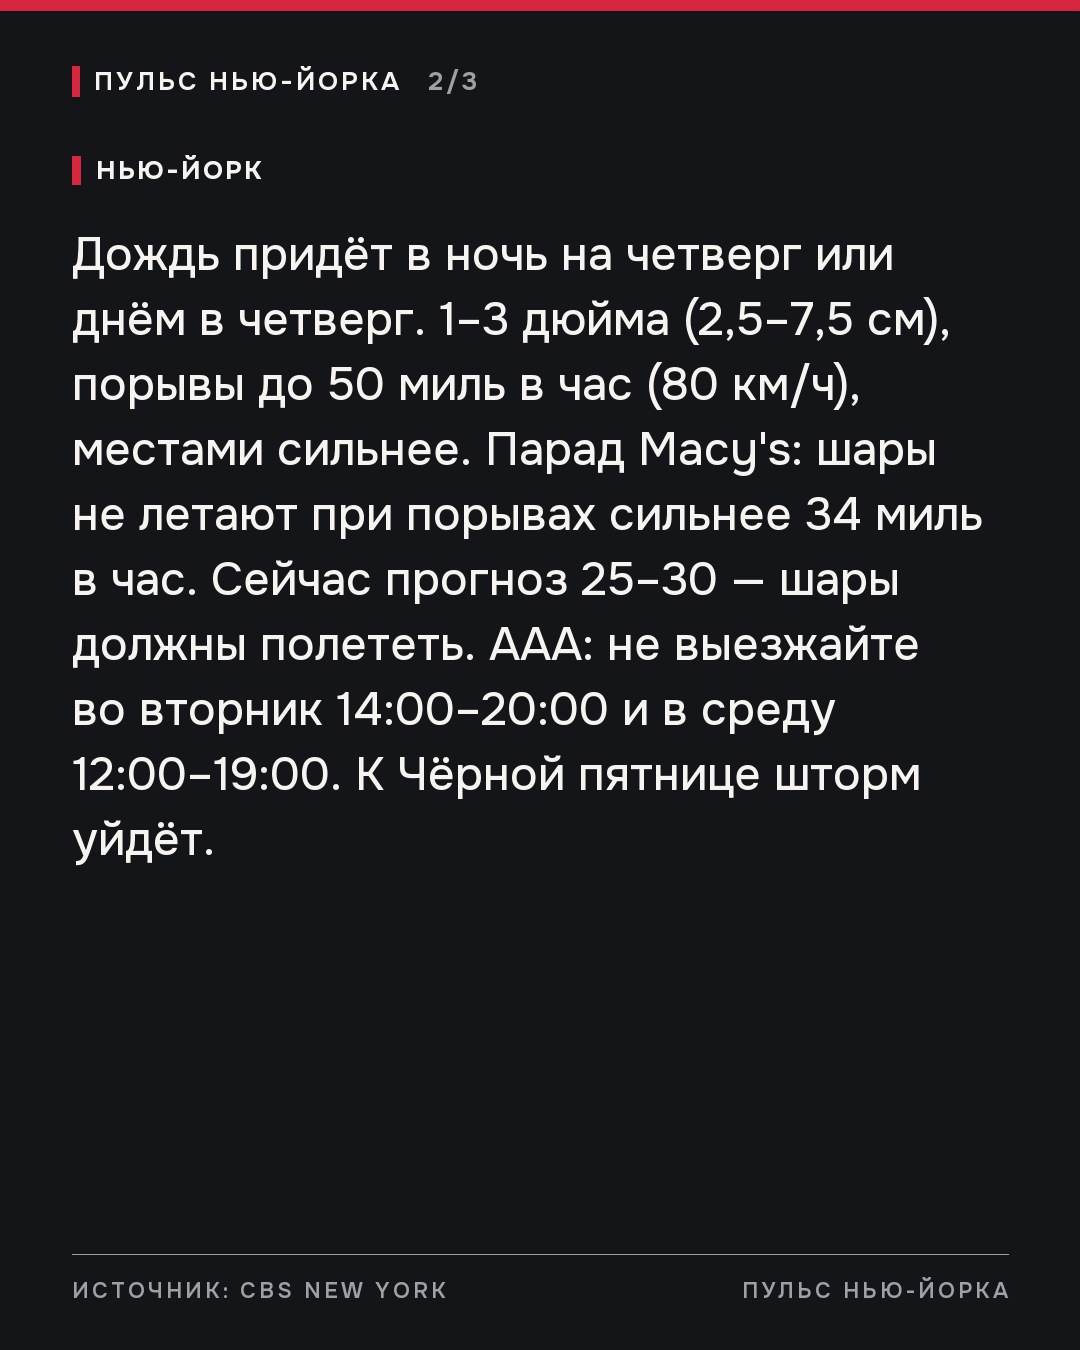 ПУЛЬС НЬЮ-ЙОРКА 2/3
НЬЮ-ЙОРК
Дождь придёт в ночь на четверг или
днём в четверг. 1–3 дюйма (2,5–7,5 см),
порывы до 50 миль в час (80 км/ч),
местами сильнее. Парад Macy's: шары
не летают при порывах сильнее 34 миль
в час. Сейчас прогноз 25–30 — шары
должны полететь. AAA: не выезжайте
во вторник 14:00–20:00 и в среду
12:00–19:00. К Чёрной пятнице шторм
уйдёт.
ИСТОЧНИК: CBS NEW YORK
ПУЛЬС НЬЮ-ЙОРКА